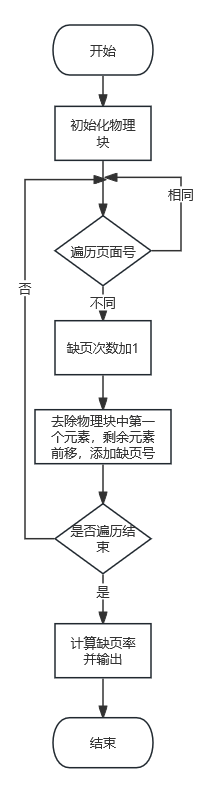 开始
初始化物理
块
相同
遍历页面号
否
不同
缺页次数加1
去除物理块中第一
个元素，剩余元素
前移，添加缺页号
是否遍历结
束
是
计算缺页率
并输出
结束